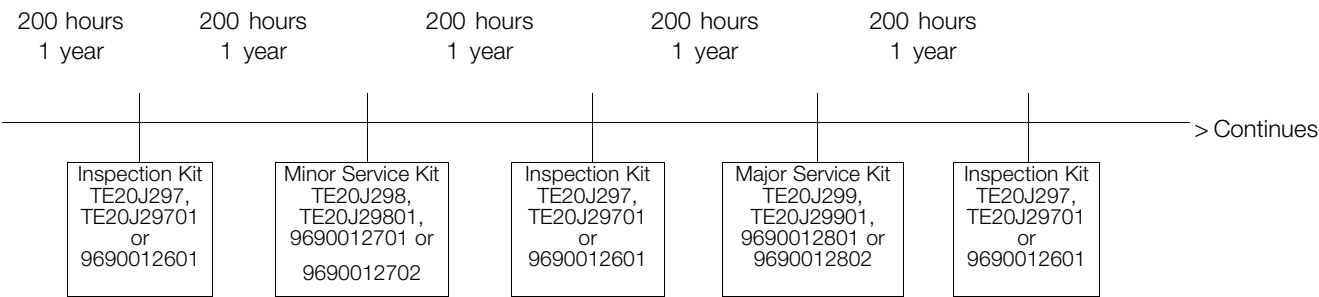 200 hours
1 year
200 hours
1 year
200 hours
1 year
200 hours
1 year
200 hours
1 year
> Continues
Inspection Kit
TE20J297,
TE20J29701
or
9690012601
Minor Service Kit
TE20J298,
TE20J29801,
9690012701 or
9690012702
Inspection Kit
TE20J297,
TE20J29701
or
9690012601
Major Service Kit
TE20J299,
TE20J29901,
9690012801 or
9690012802
Inspection Kit
TE20J297,
TE20J29701
or
9690012601